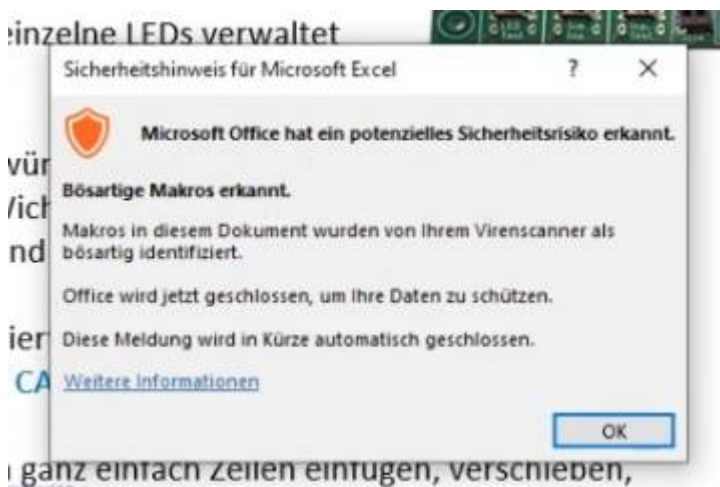 einzelne LEDs verwaltet
Sicherheitshinweis für Microsoft Excel ? X
Microsoft Office hat ein potenzielles Sicherheitsrisiko erkannt.
Bösartige Makros erkannt.
Makros in diesem Dokument wurden von Ihrem Virenscanner als
bösartig identifiziert.
Office wird jetzt geschlossen, um Ihre Daten zu schützen.
Diese Meldung wird in Kürze automatisch geschlossen.
CA
Weitere Informationen
OK
ganz einfach Zeilen einfügen, verschieben,